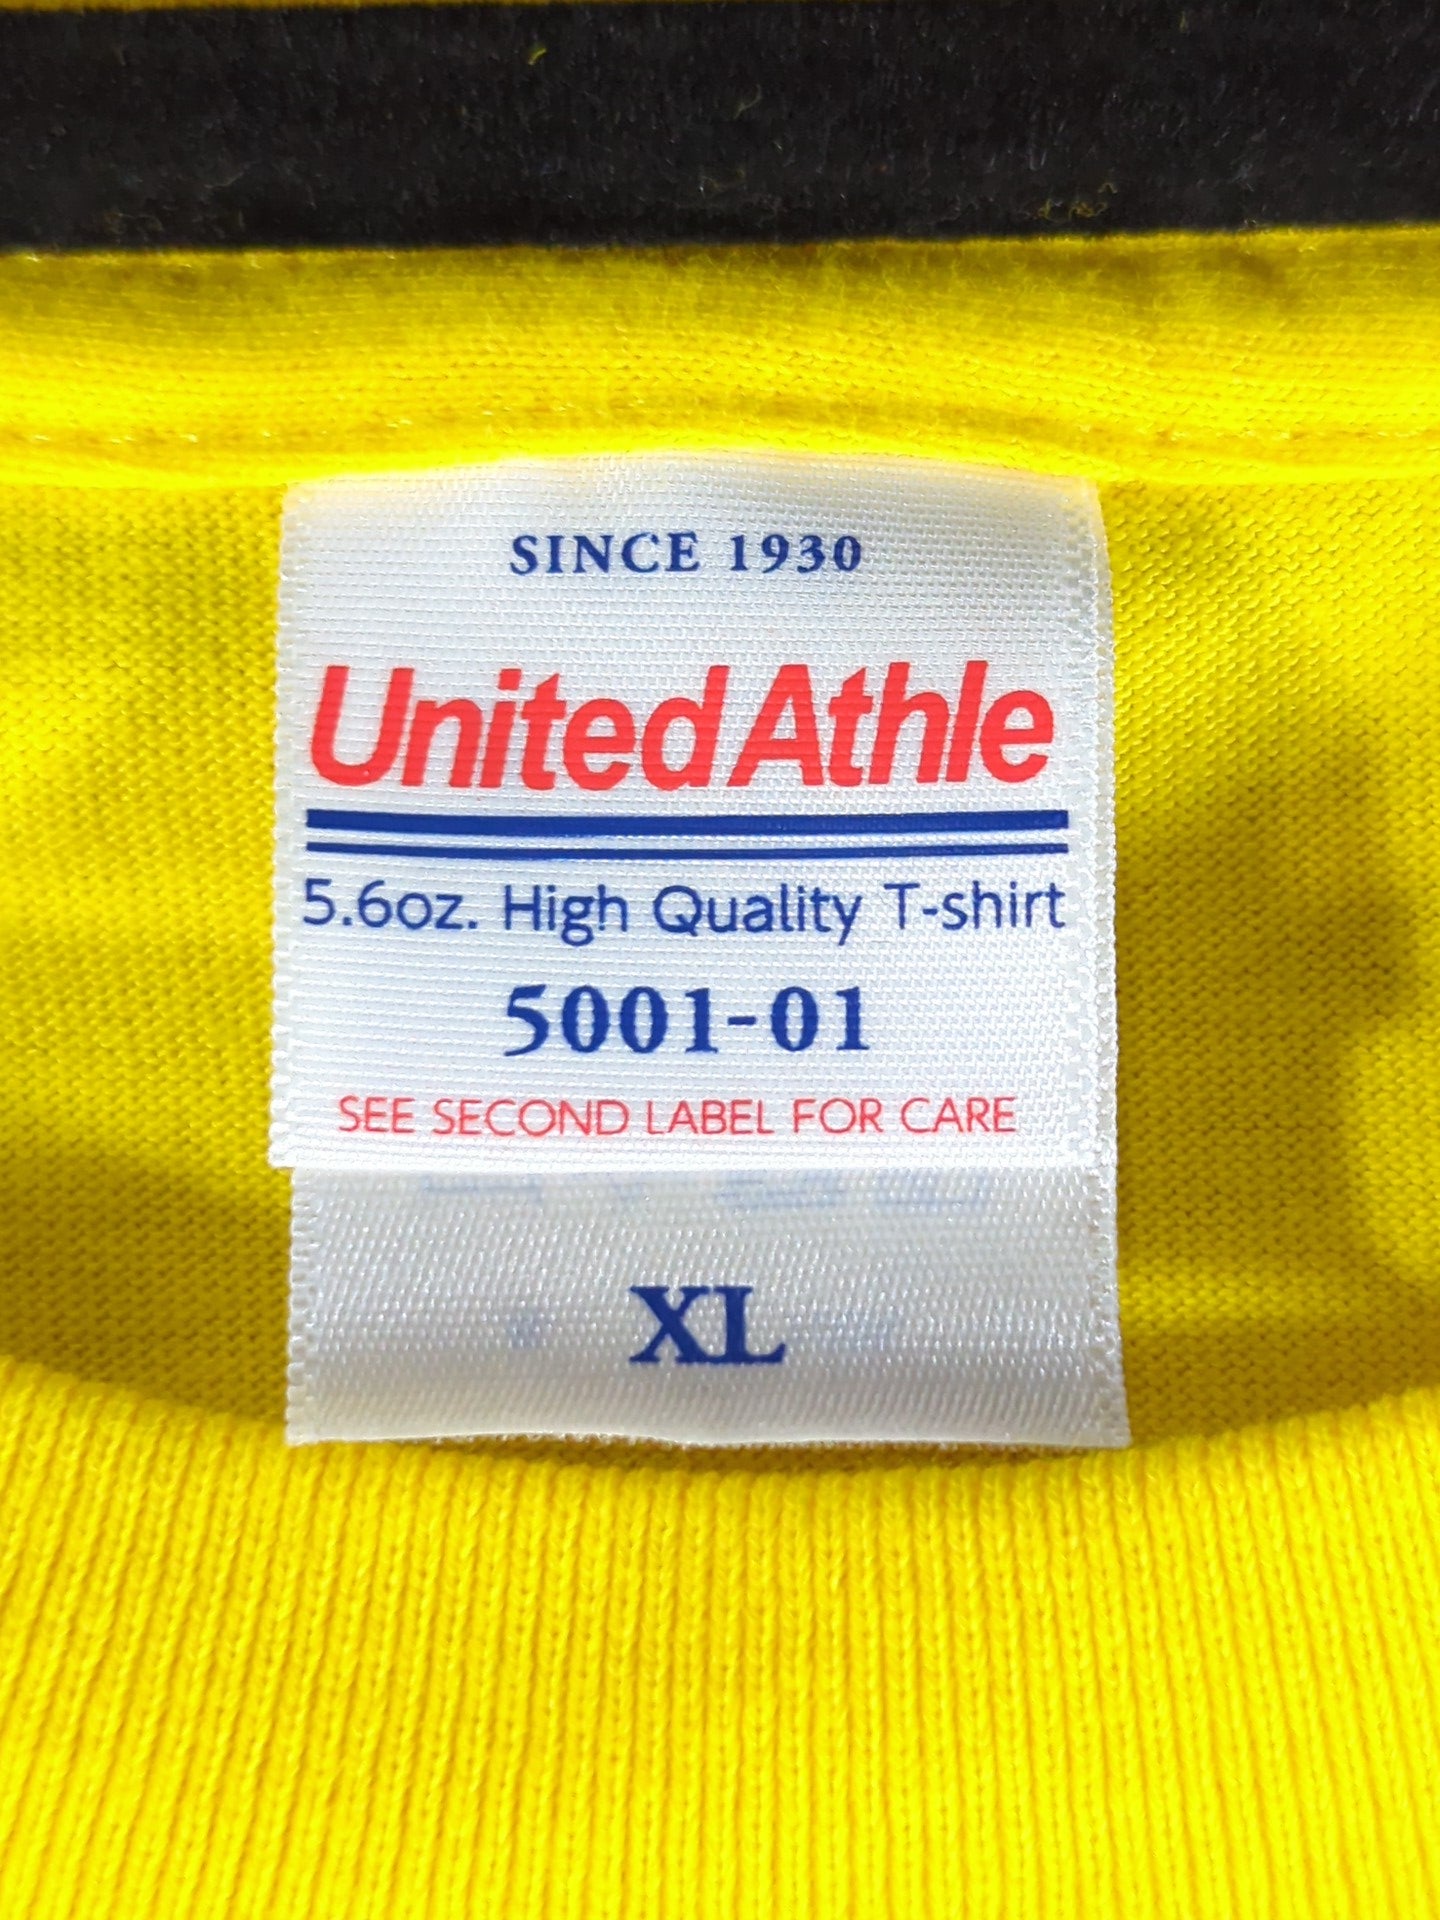 SINCE 1930
United Athle
5.6oz. High Quality T-shirt
5001-01
SEE SECOND LABEL FOR CARE
XL